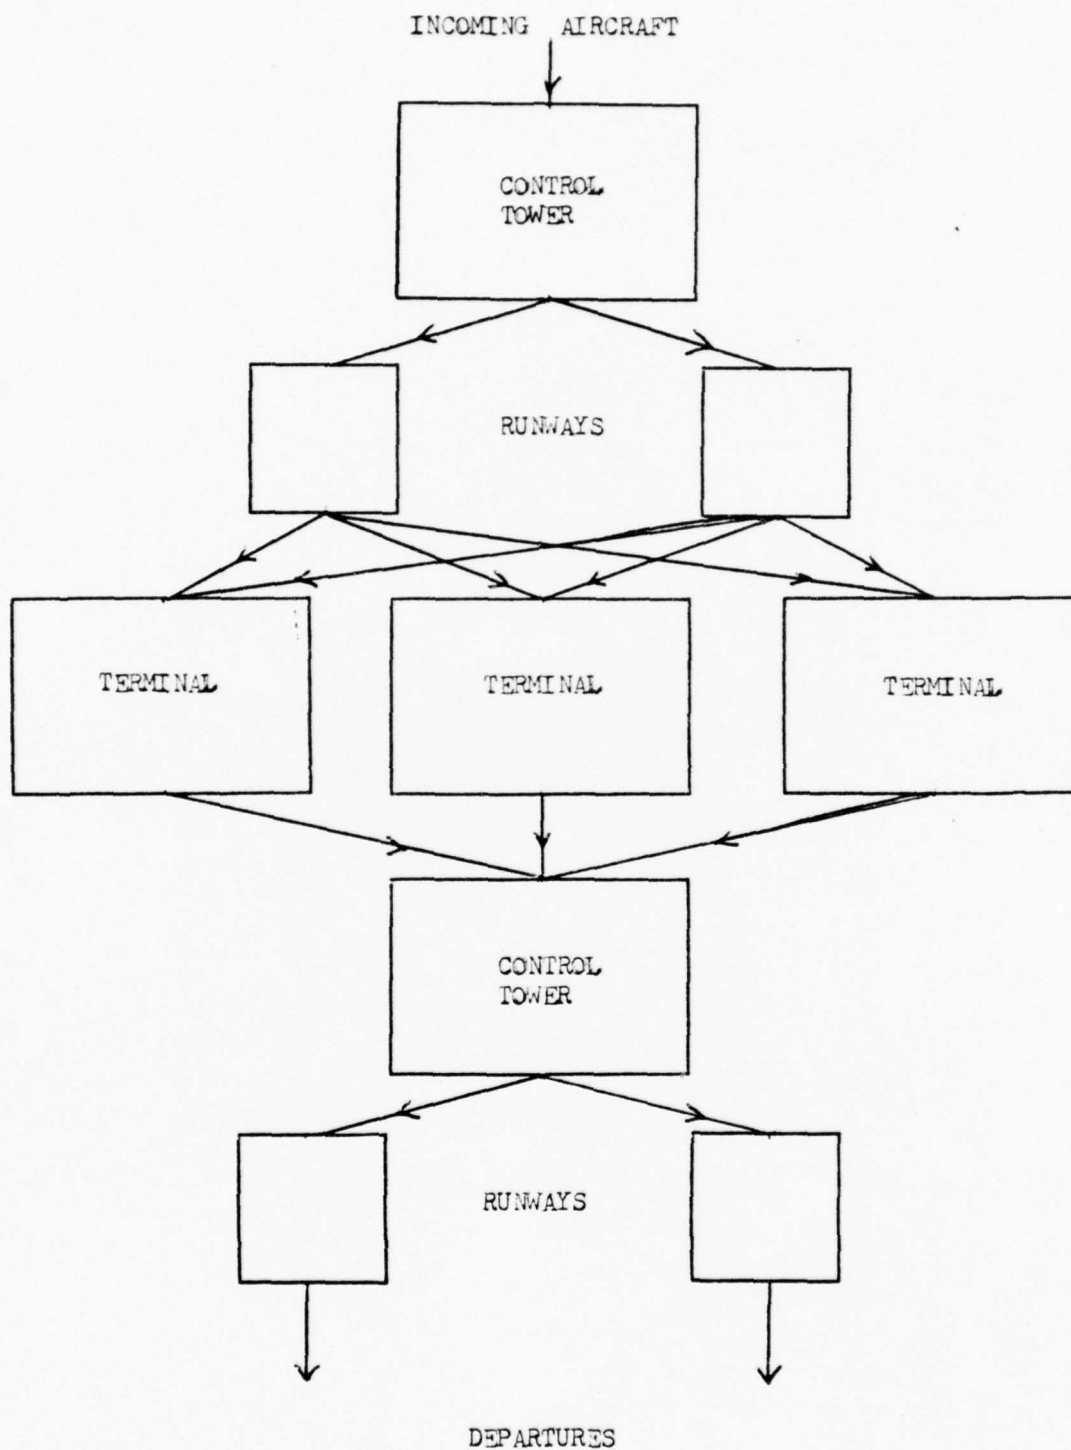 INCOMING AIRCRAFT
CONTROL
TOWER
RUNWAYS
TERMINAL TERMINAL TERMINAL
CONTROL
TOWER
RUNWAYS
DEPARTURES